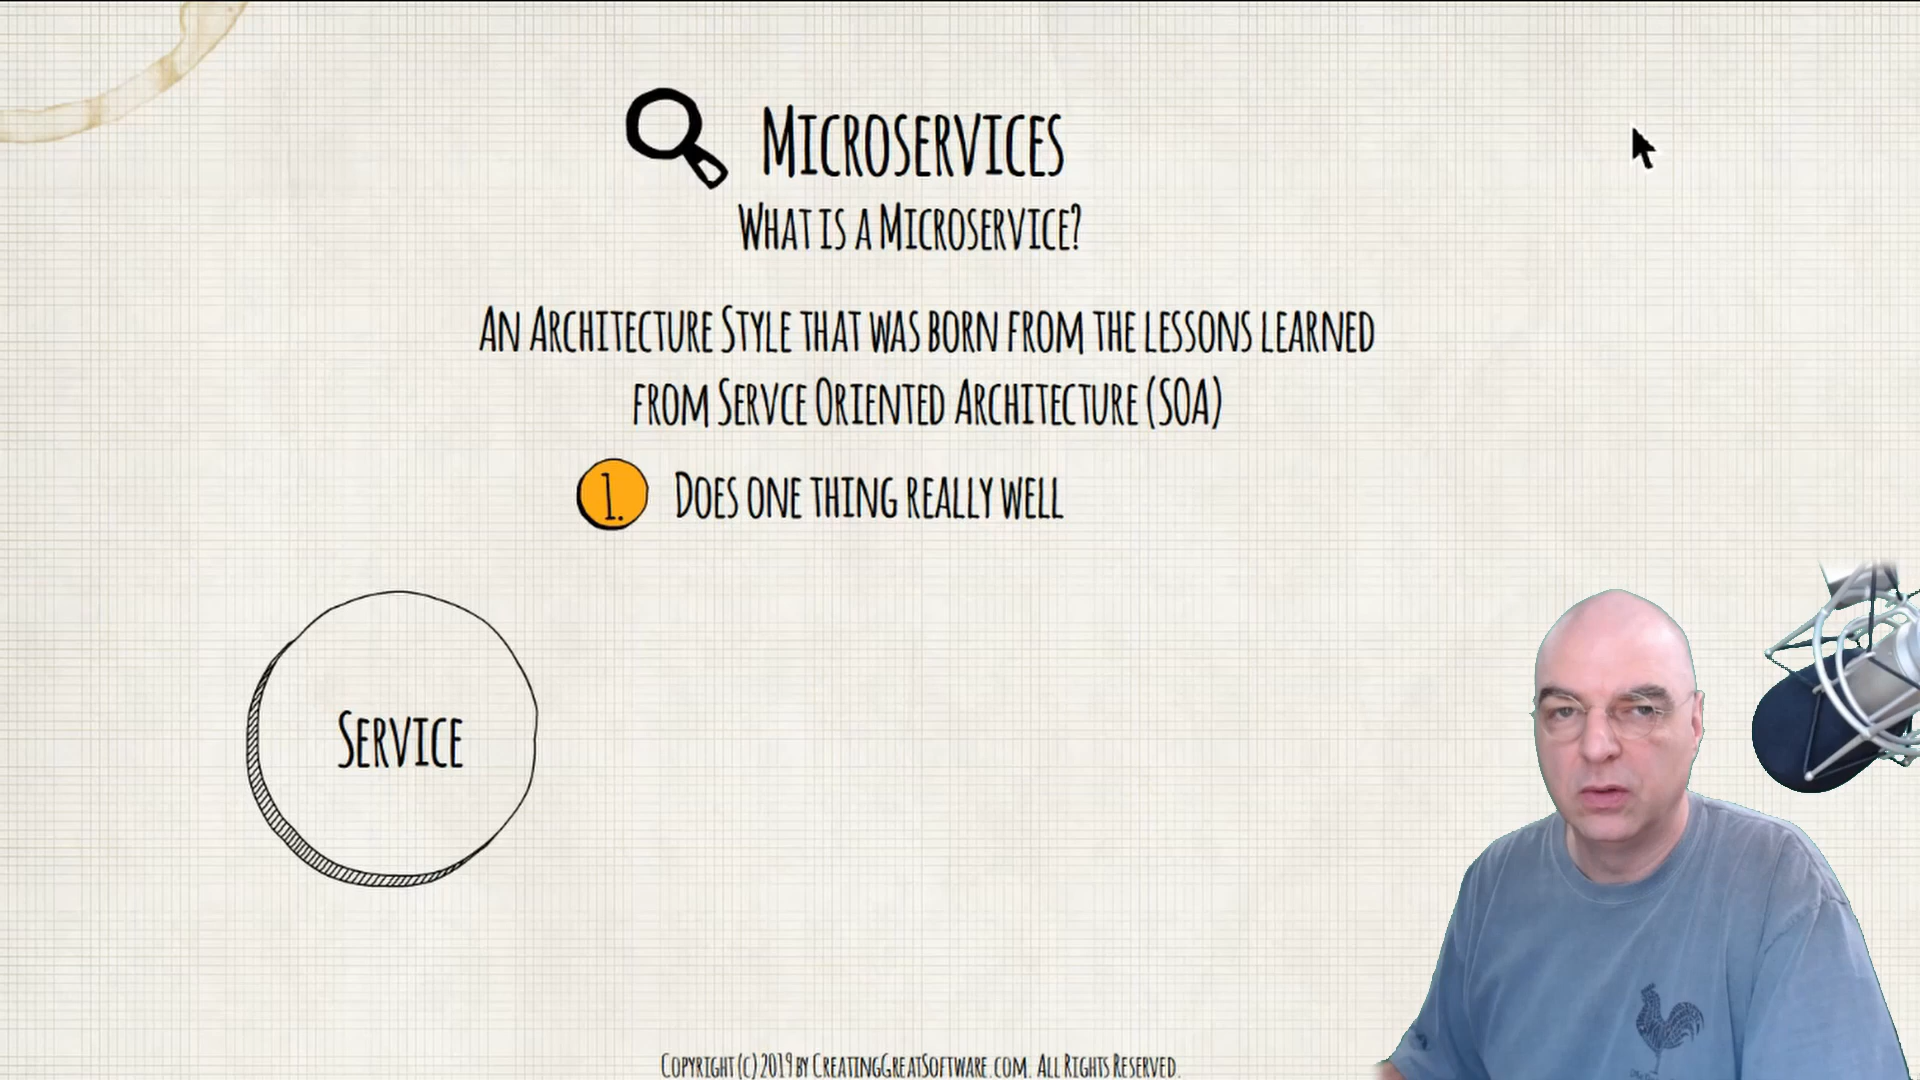 Microservices
What is a Microservice?
An Architecture Style that was born from the lessons learned
from Servce Oriented Architecture (SOA)
1. Does one thing really well
Service
Copyright (c) 2019 by CreatingGreatSoftware.com. All Rights Reserved.